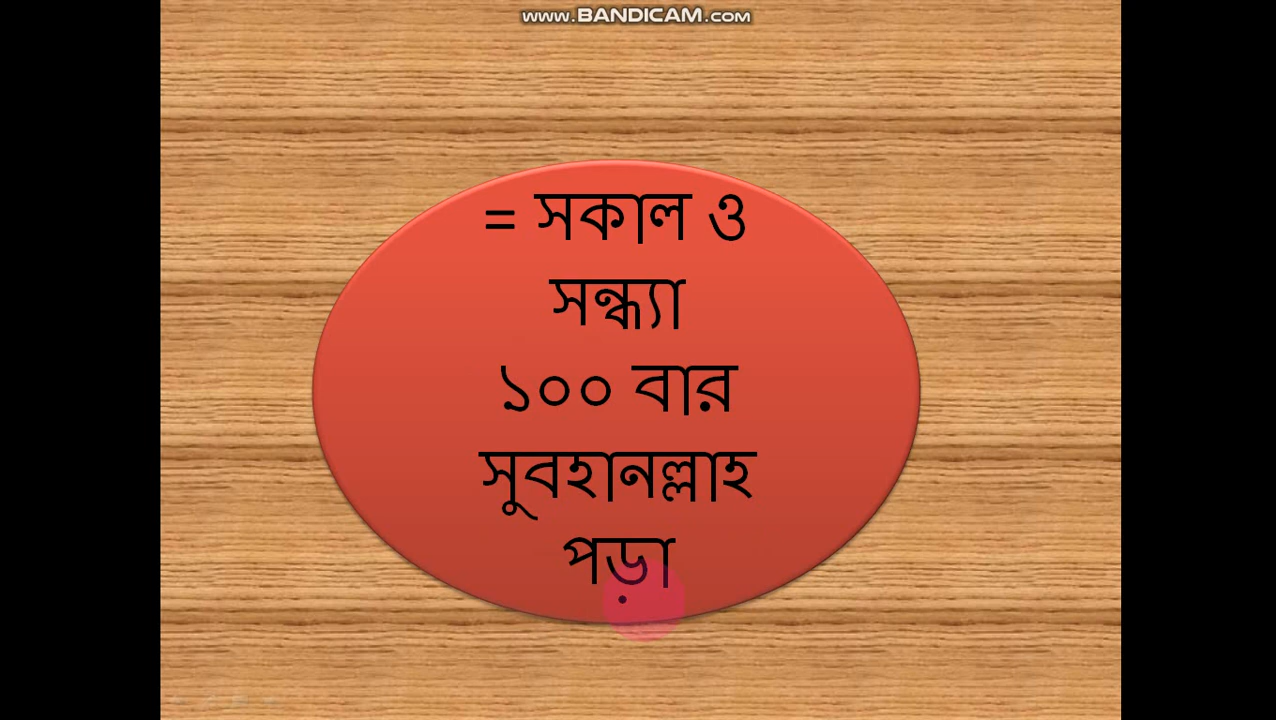 www.BANDICAM.com
= সকাল ও
সন্ধ্যা
১০০ বার
সুবহানল্লাহ
পড়া